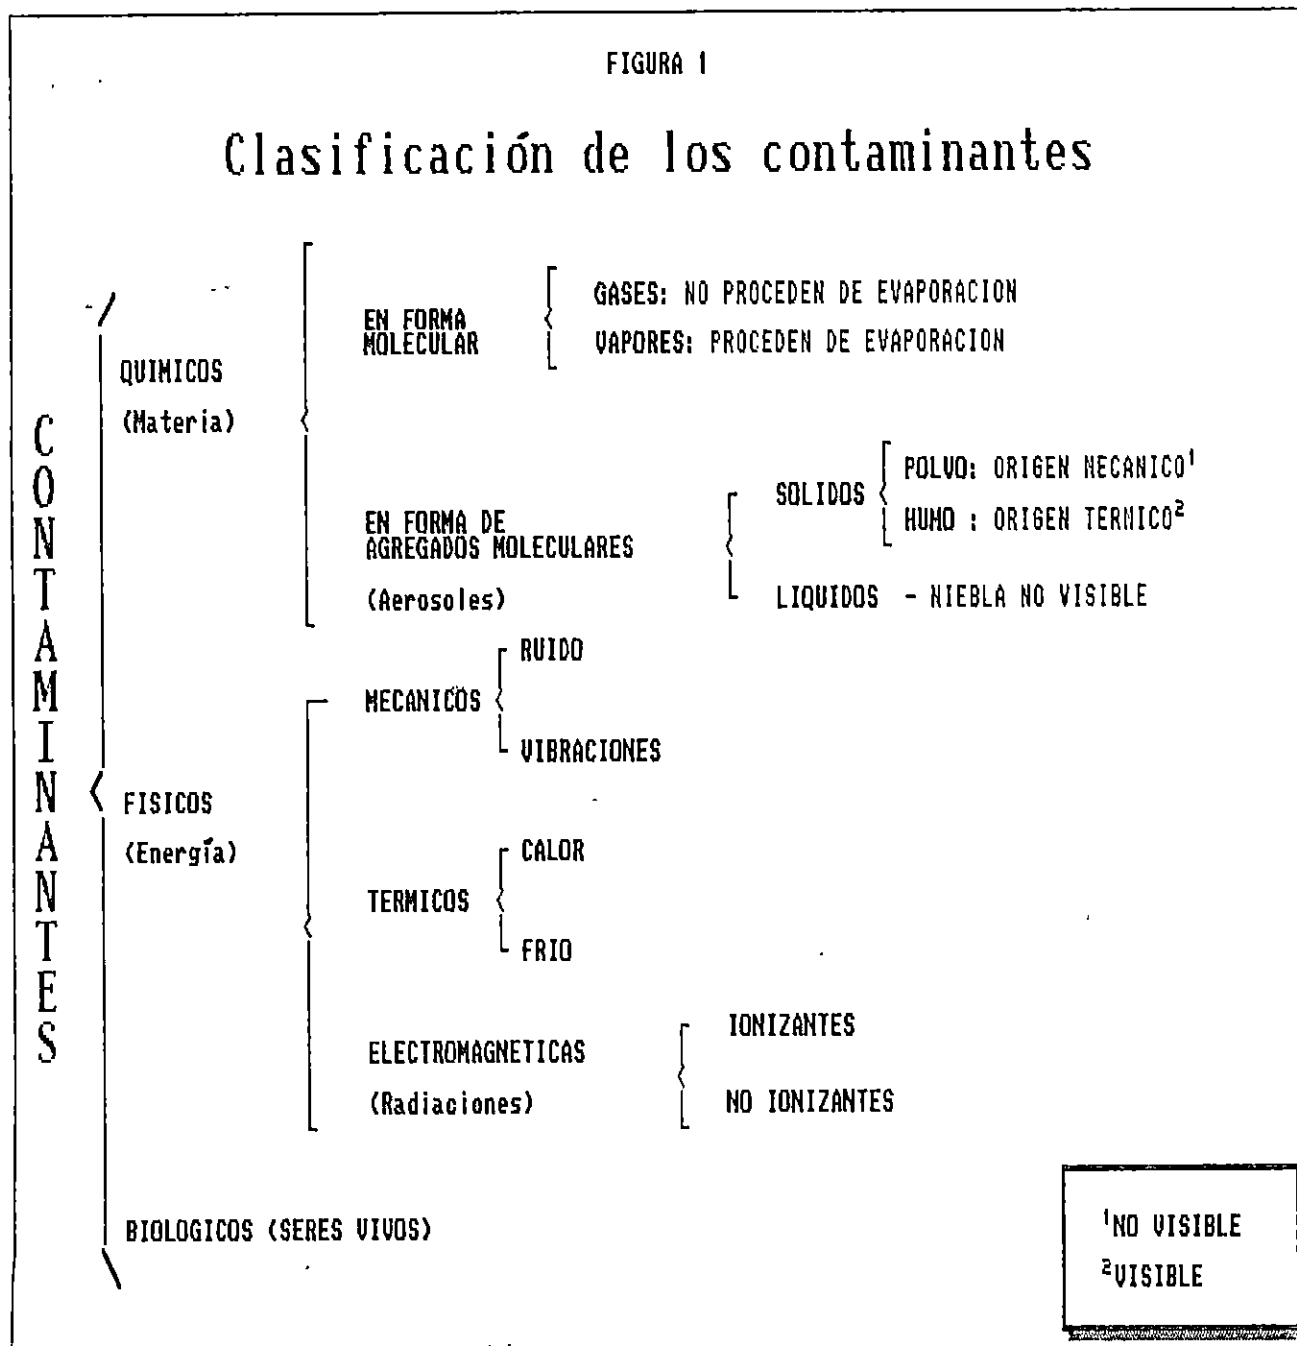 FIGURA 1
Clasificación de los contaminantes
CONTAMINANTES
QUIMICOS
(Materia)
EN FORMA
MOLECULAR
GASES: NO PROCEDEN DE EVAPORACION
VAPORES: PROCEDEN DE EVAPORACION
EN FORMA DE
AGREGADOS MOLECULARES
(Aerosoles)
SOLIDOS
POLVO: ORIGEN MECANICO¹
HUMO : ORIGEN TERMICO²
LIQUIDOS - NIEBLA NO VISIBLE
FISICOS
(Energía)
MECANICOS
RUIDO
VIBRACIONES
TERMICOS
CALOR
FRIO
ELECTROMAGNETICAS
(Radiaciones)
IONIZANTES
NO IONIZANTES
BIOLOGICOS (SERES VIVOS)
¹NO VISIBLE
²VISIBLE